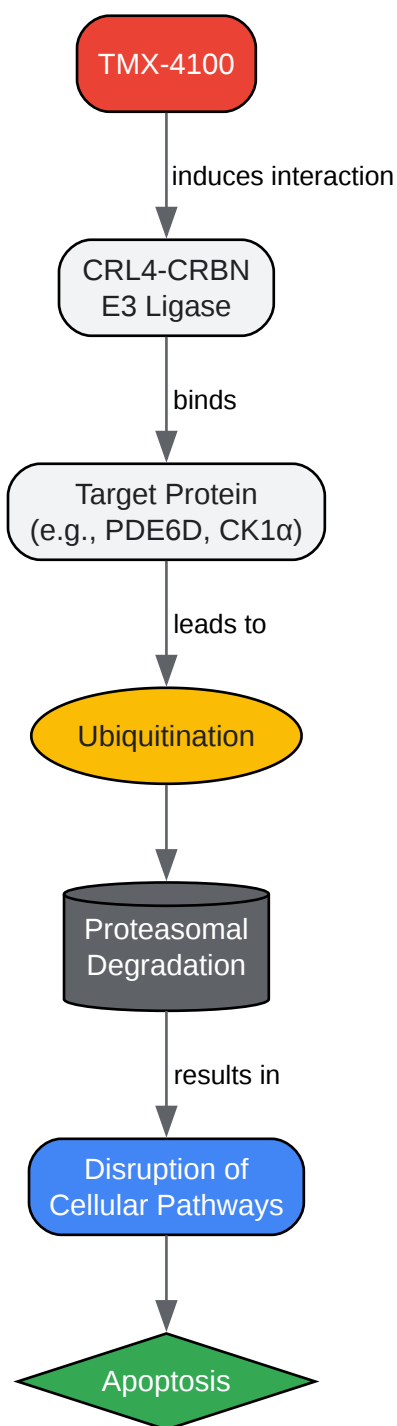 TMX-4100
induces interaction
CRL4-CRBN
E3 Ligase
binds
Target Protein
(e.g., PDE6D, CK1α)
leads to
Ubiquitination
Proteasomal
Degradation
results in
Disruption of
Cellular Pathways
Apoptosis